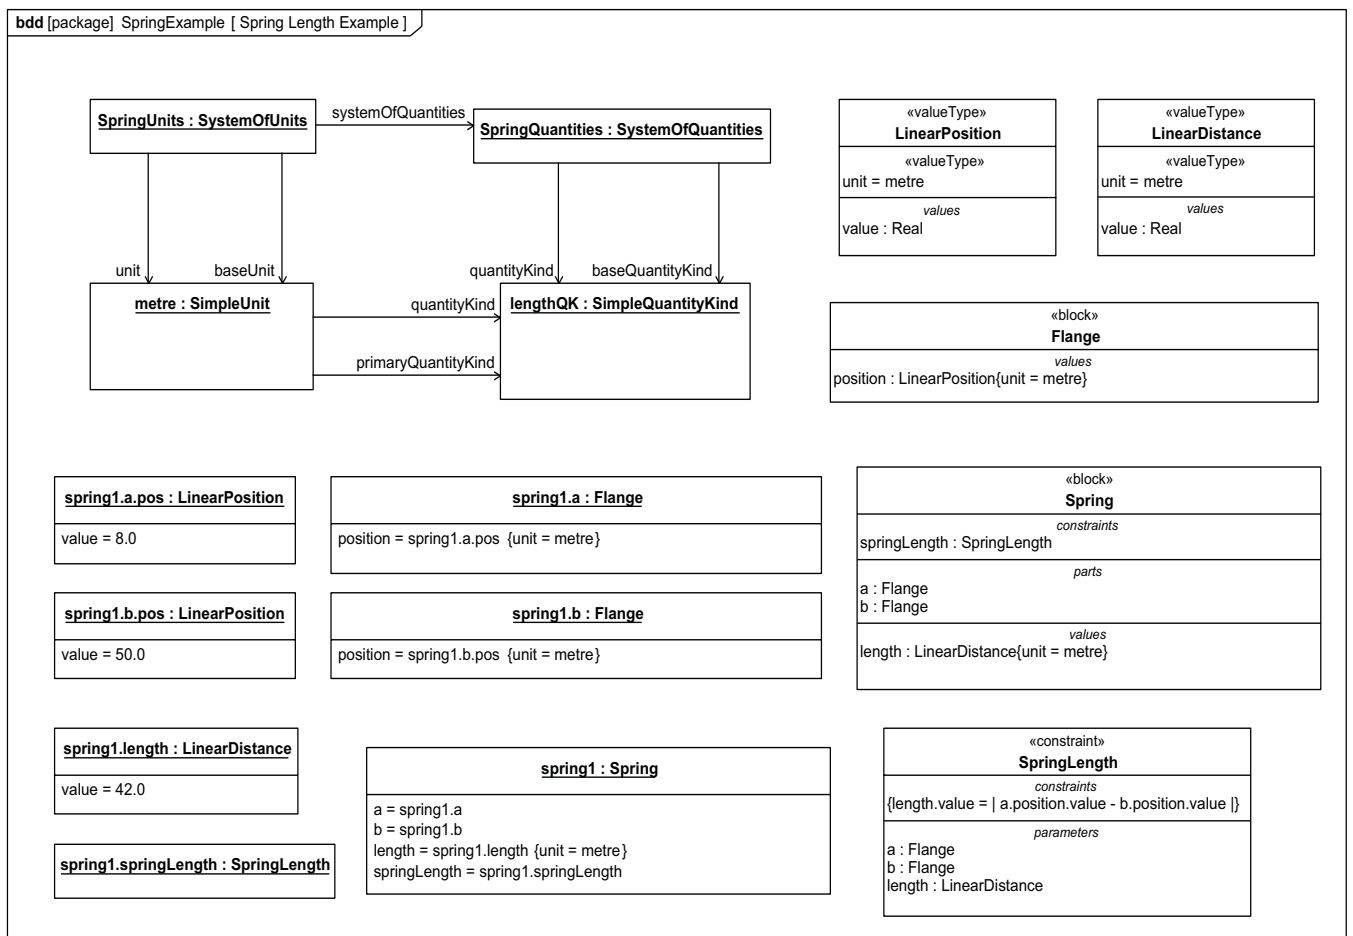 bdd [package] SpringExample [ Spring Length Example ]
SpringUnits : SystemOfUnits
systemOfQuantities
SpringQuantities : SystemOfQuantities
unit
baseUnit
quantityKind
baseQuantityKind
metre : SimpleUnit
quantityKind
primaryQuantityKind
lengthQK : SimpleQuantityKind
«valueType»
LinearPosition
«valueType»
unit = metre
values
value : Real
«valueType»
LinearDistance
«valueType»
unit = metre
values
value : Real
«block»
Flange
values
position : LinearPosition{unit = metre}
spring1.a.pos : LinearPosition
value = 8.0
spring1.a : Flange
position = spring1.a.pos {unit = metre}
spring1.b.pos : LinearPosition
value = 50.0
spring1.b : Flange
position = spring1.b.pos {unit = metre}
«block»
Spring
constraints
springLength : SpringLength
parts
a : Flange
b : Flange
values
length : LinearDistance{unit = metre}
spring1.length : LinearDistance
value = 42.0
spring1.springLength : SpringLength
spring1 : Spring
a = spring1.a
b = spring1.b
length = spring1.length {unit = metre}
springLength = spring1.springLength
«constraint»
SpringLength
constraints
{length.value = | a.position.value - b.position.value |}
parameters
a : Flange
b : Flange
length : LinearDistance